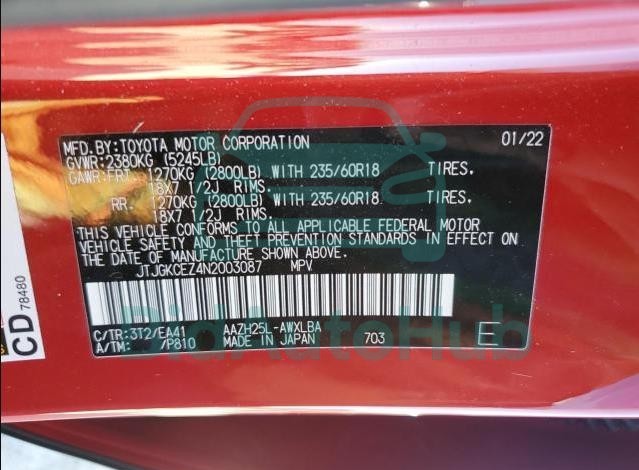 MFD.BY:TOYOTA MOTOR CORPORATION 01/22
GVWR:2380KG (5245LB)
GAWR:FRT. 1270KG (2800LB) WITH 235/60R18 TIRES.
18X7 1/2J RIMS.
RR. 1270KG (2800LB) WITH 235/60R18 TIRES.
18X7 1/2J RIMS.
THIS VEHICLE CONFORMS TO ALL APPLICABLE FEDERAL MOTOR
VEHICLE SAFETY AND THEFT PREVENTION STANDARDS IN EFFECT
ON THE DATE OF MANUFACTURE SHOWN ABOVE.
JTJGKCEZ4N2003087 MPV
C/TR:3T2/EA41 AAZH25L-AWXLBA
A/TM: /P810 MADE IN JAPAN 703 E
CD 78480
BidAutoHub